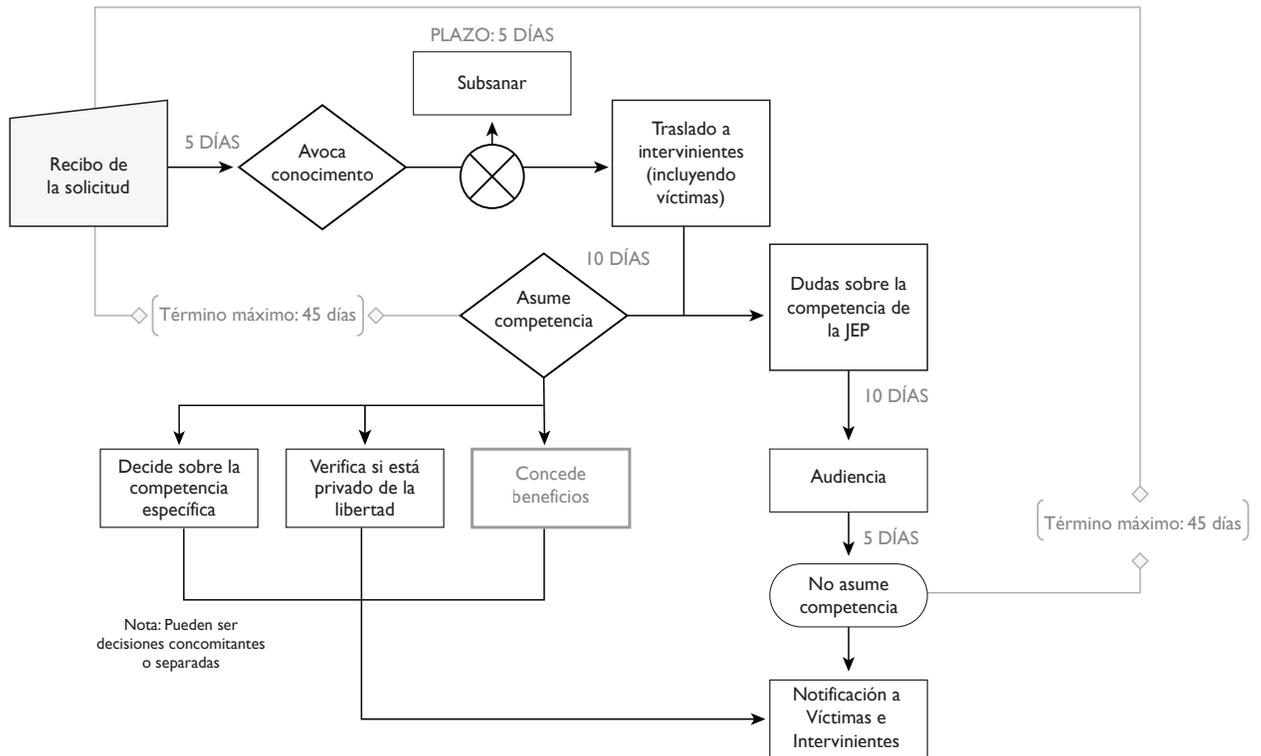 PLAZO: 5 DÍAS
Subsanar
Recibo de
la solicitud
5 DÍAS
Avoca
conocimento
Traslado a
intervinientes
(incluyendo
víctimas)
10 DÍAS
Asume
competencia
Término máximo: 45 días
Dudas sobre la
competencia de
la JEP
10 DÍAS
Decide sobre la
competencia
específica
Verifica si está
privado de la
libertad
Concede
beneficios
Audiencia
Término máximo: 45 días
5 DÍAS
No asume
competencia
Nota: Pueden ser
decisiones concomitantes
o separadas
Notificación a
Víctimas e
Intervinientes